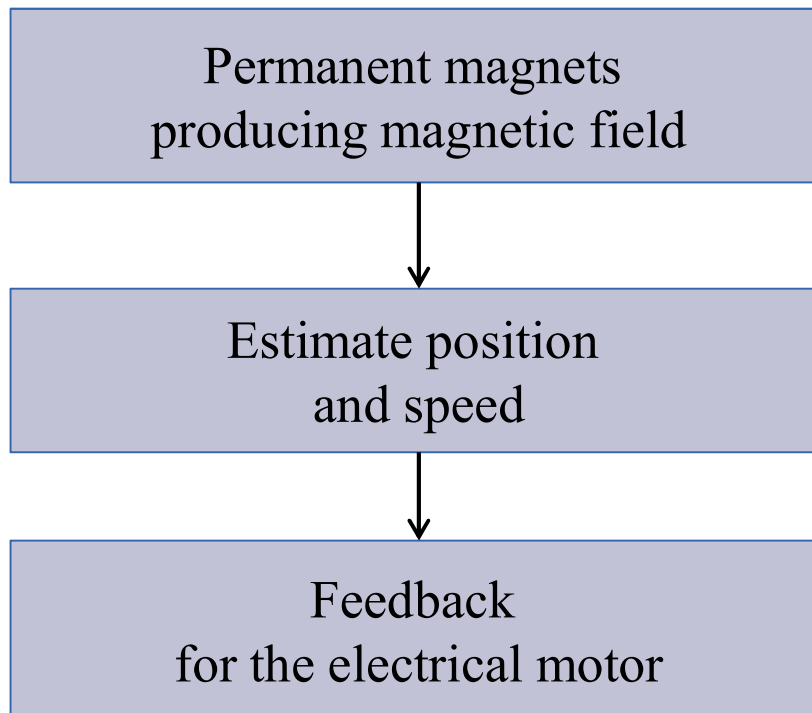 Permanent magnets
producing magnetic field
Estimate position
and speed
Feedback
for the electrical motor